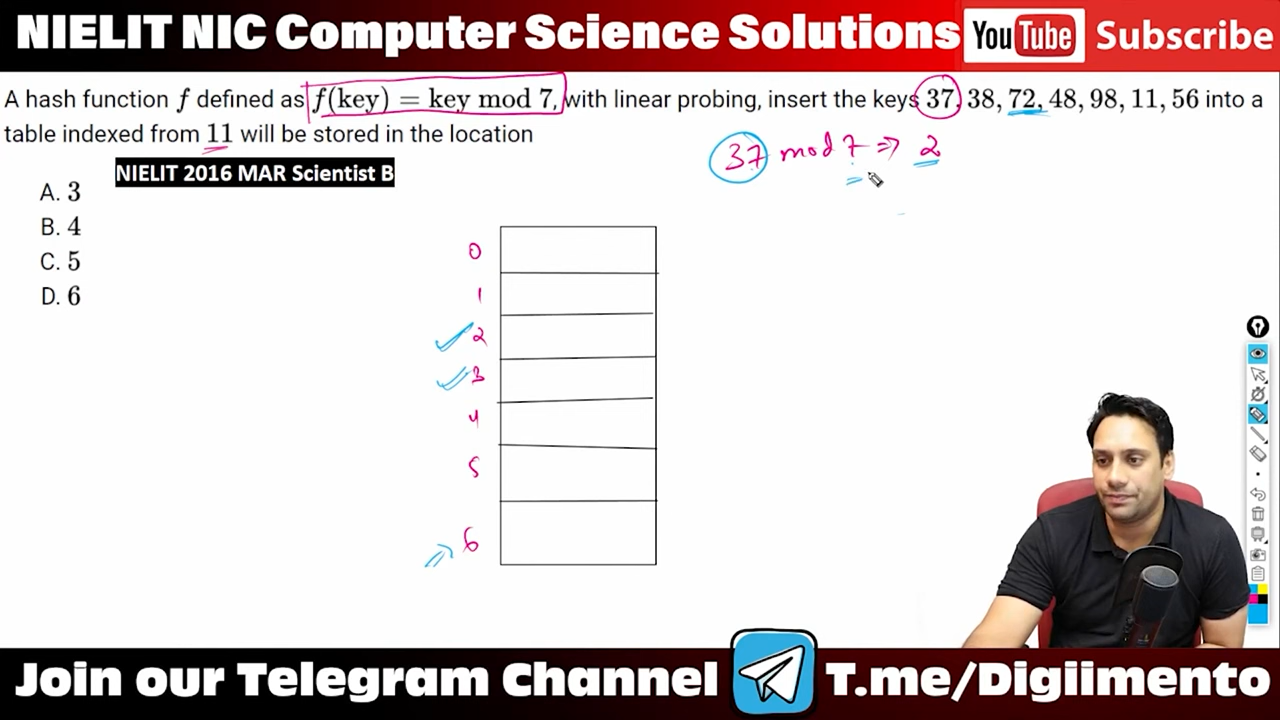 NIELIT NIC Computer Science Solutions YouTube Subscribe
A hash function f defined as f(key) = key mod 7, with linear probing, insert the keys 37, 38, 72, 48, 98, 11, 56 into a
table indexed from 11 will be stored in the location
37 mod 7 => 2
NIELIT 2016 MAR Scientist B
A. 3
B. 4
C. 5
D. 6
0
1
2
3
4
5
6
Join our Telegram Channel T.me/Digiimento